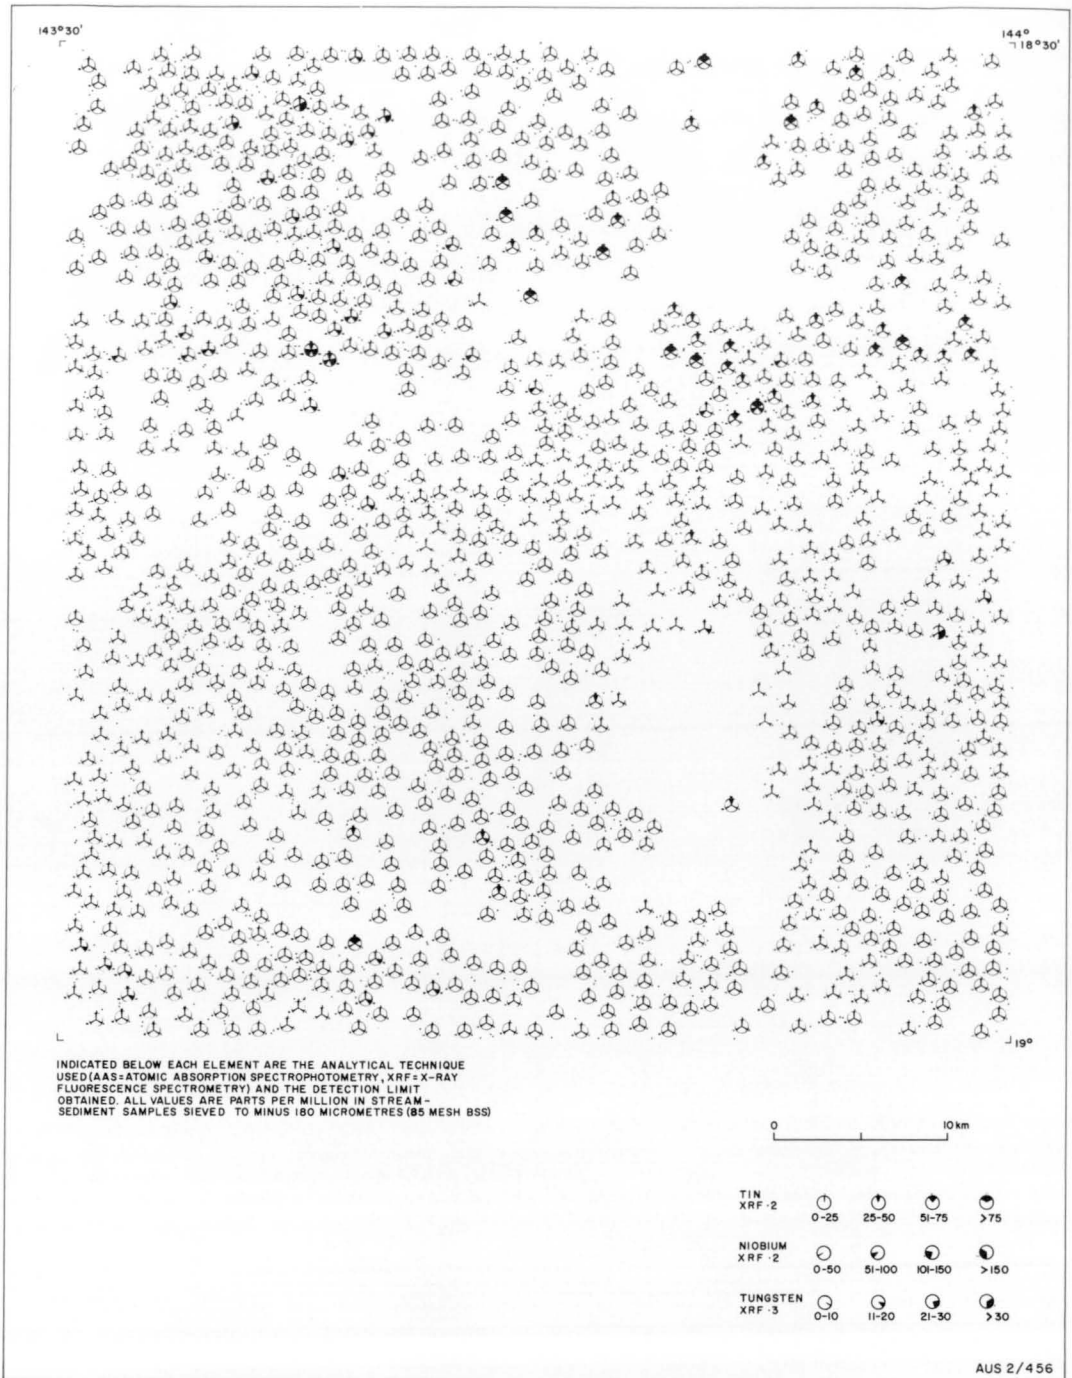 143°30'
144°
18°30'
19°
INDICATED BELOW EACH ELEMENT ARE THE ANALYTICAL TECHNIQUE
USED(AAS=ATOMIC ABSORPTION SPECTROPHOTOMETRY, XRF=X-RAY
FLUORESCENCE SPECTROMETRY) AND THE DETECTION LIMIT
OBTAINED. ALL VALUES ARE PARTS PER MILLION IN STREAM-
SEDIMENT SAMPLES SIEVED TO MINUS 180 MICROMETRES (85 MESH BSS)
0 10 km
TIN
XRF·2
0-25 25-50 51-75 >75
NIOBIUM
XRF·2
0-50 51-100 101-150 >150
TUNGSTEN
XRF·3
0-10 11-20 21-30 >30
AUS 2/456